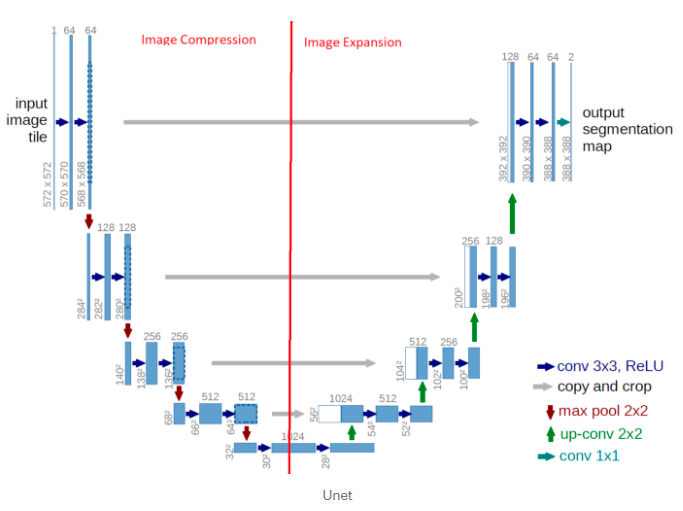 Image Compression
Image Expansion
1 64 64
128 64 64 2
input
image
tile
output
segmentation
map
572 x 572
570 x 570
568 x 568
392 x 392
390 x 390
388 x 388
388 x 388
128 128
256 128
284²
282²
280²
200²
198²
196²
256 256
512 256
140²
138²
136²
104²
102²
100²
512 512
1024 512
68²
66²
64²
56²
54²
52²
1024
32²
30²
28²
conv 3x3, ReLU
copy and crop
max pool 2x2
up-conv 2x2
conv 1x1
Unet